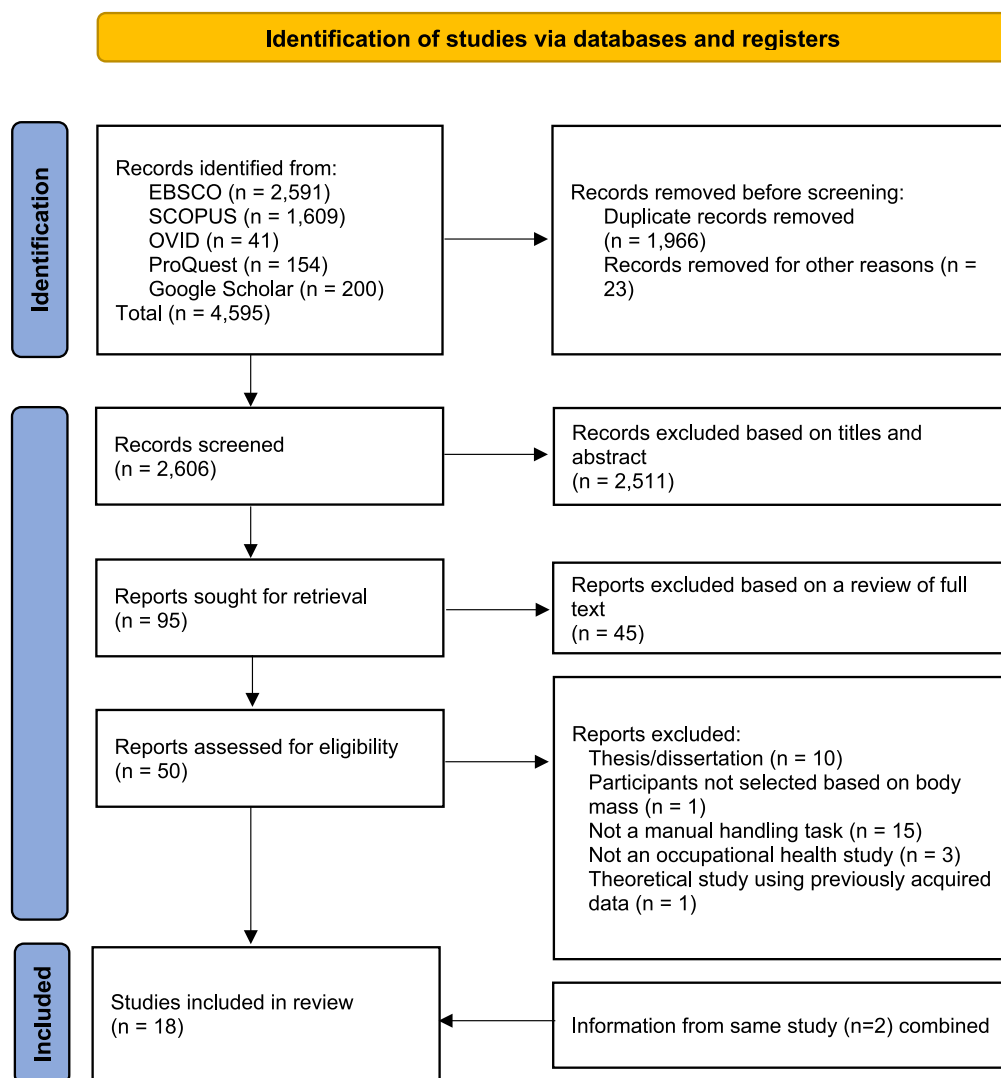 Identification of studies via databases and registers
Identification
Records identified from:
EBSCO (n = 2,591)
SCOPUS (n = 1,609)
OVID (n = 41)
ProQuest (n = 154)
Google Scholar (n = 200)
Total (n = 4,595)
Records removed before screening:
Duplicate records removed
(n = 1,966)
Records removed for other reasons (n =
23)
Records screened
(n = 2,606)
Records excluded based on titles and
abstract
(n = 2,511)
Reports sought for retrieval
(n = 95)
Reports excluded based on a review of full
text
(n = 45)
Reports assessed for eligibility
(n = 50)
Reports excluded:
Thesis/dissertation (n = 10)
Participants not selected based on body
mass (n = 1)
Not a manual handling task (n = 15)
Not an occupational health study (n = 3)
Theoretical study using previously acquired
data (n = 1)
Included
Studies included in review
(n = 18)
Information from same study (n=2) combined